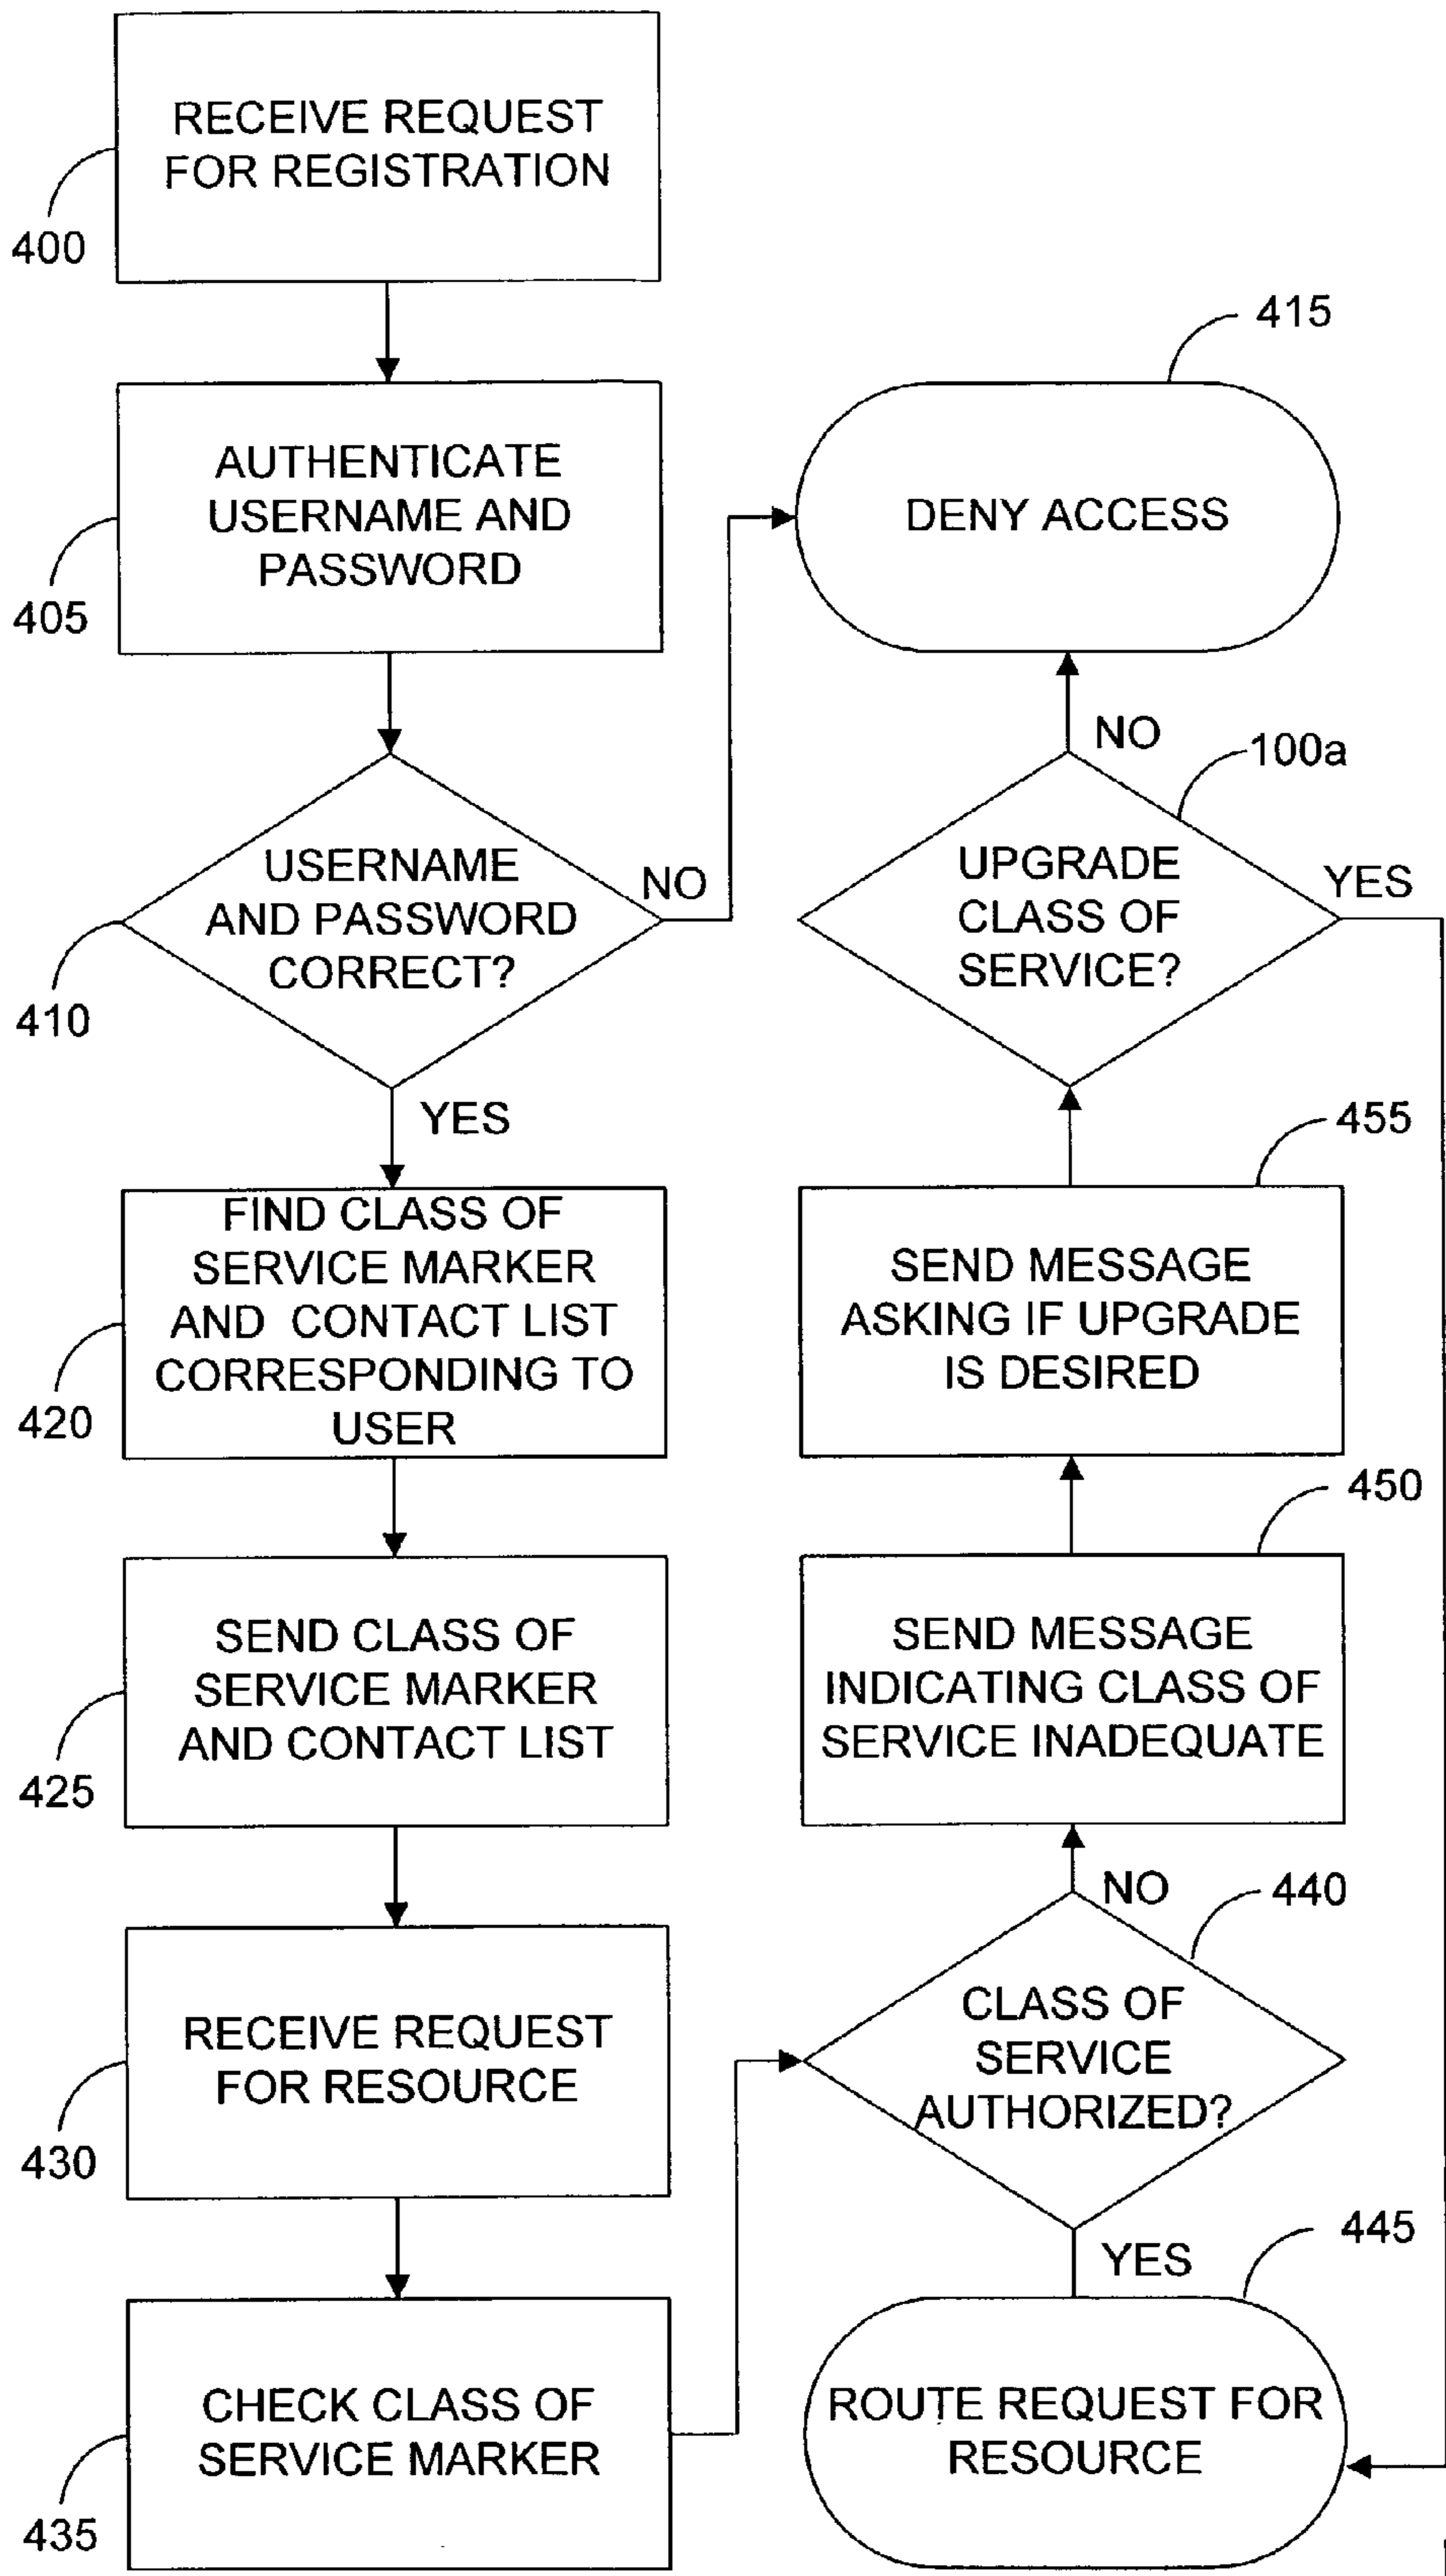 RECEIVE REQUEST
FOR REGISTRATION
400
AUTHENTICATE
USERNAME AND
PASSWORD
405
USERNAME
AND PASSWORD
CORRECT?
NO
410
YES
FIND CLASS OF
SERVICE MARKER
AND CONTACT LIST
CORRESPONDING TO
USER
420
SEND CLASS OF
SERVICE MARKER
AND CONTACT LIST
425
RECEIVE REQUEST
FOR RESOURCE
430
CHECK CLASS OF
SERVICE MARKER
435
415
DENY ACCESS
NO
100a
UPGRADE
CLASS OF
SERVICE?
YES
455
SEND MESSAGE
ASKING IF UPGRADE
IS DESIRED
450
SEND MESSAGE
INDICATING CLASS OF
SERVICE INADEQUATE
NO
440
CLASS OF
SERVICE
AUTHORIZED?
YES
445
ROUTE REQUEST FOR
RESOURCE